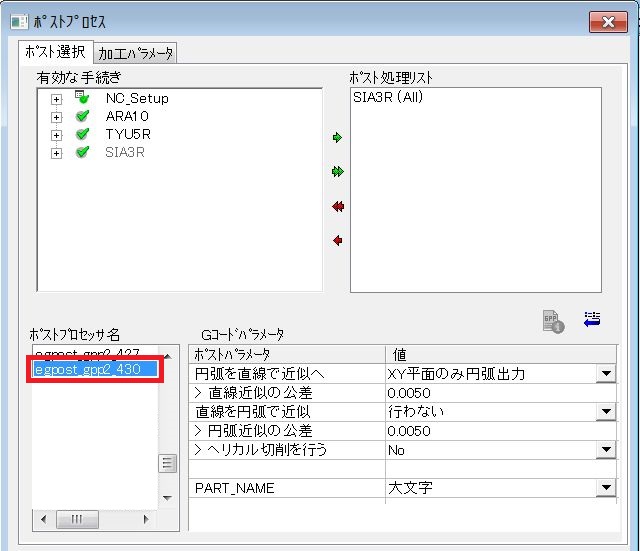 ポストプロセス
ポスト選択
加工パラメータ
有効な手続き
ポスト処理リスト
NC_Setup
ARA10
TYU5R
SIA3R
SIA3R (All)
GPP
ポストプロセッサ名
Gコードパラメータ
egpost_gpp2_427
egpost_gpp2_430
ポストパラメータ 値
円弧を直線で近似へ XY平面のみ円弧出力
> 直線近似の公差 0.0050
直線を円弧で近似 行わない
> 円弧近似の公差 0.0050
> ヘリカル切削を行う No
PART_NAME 大文字